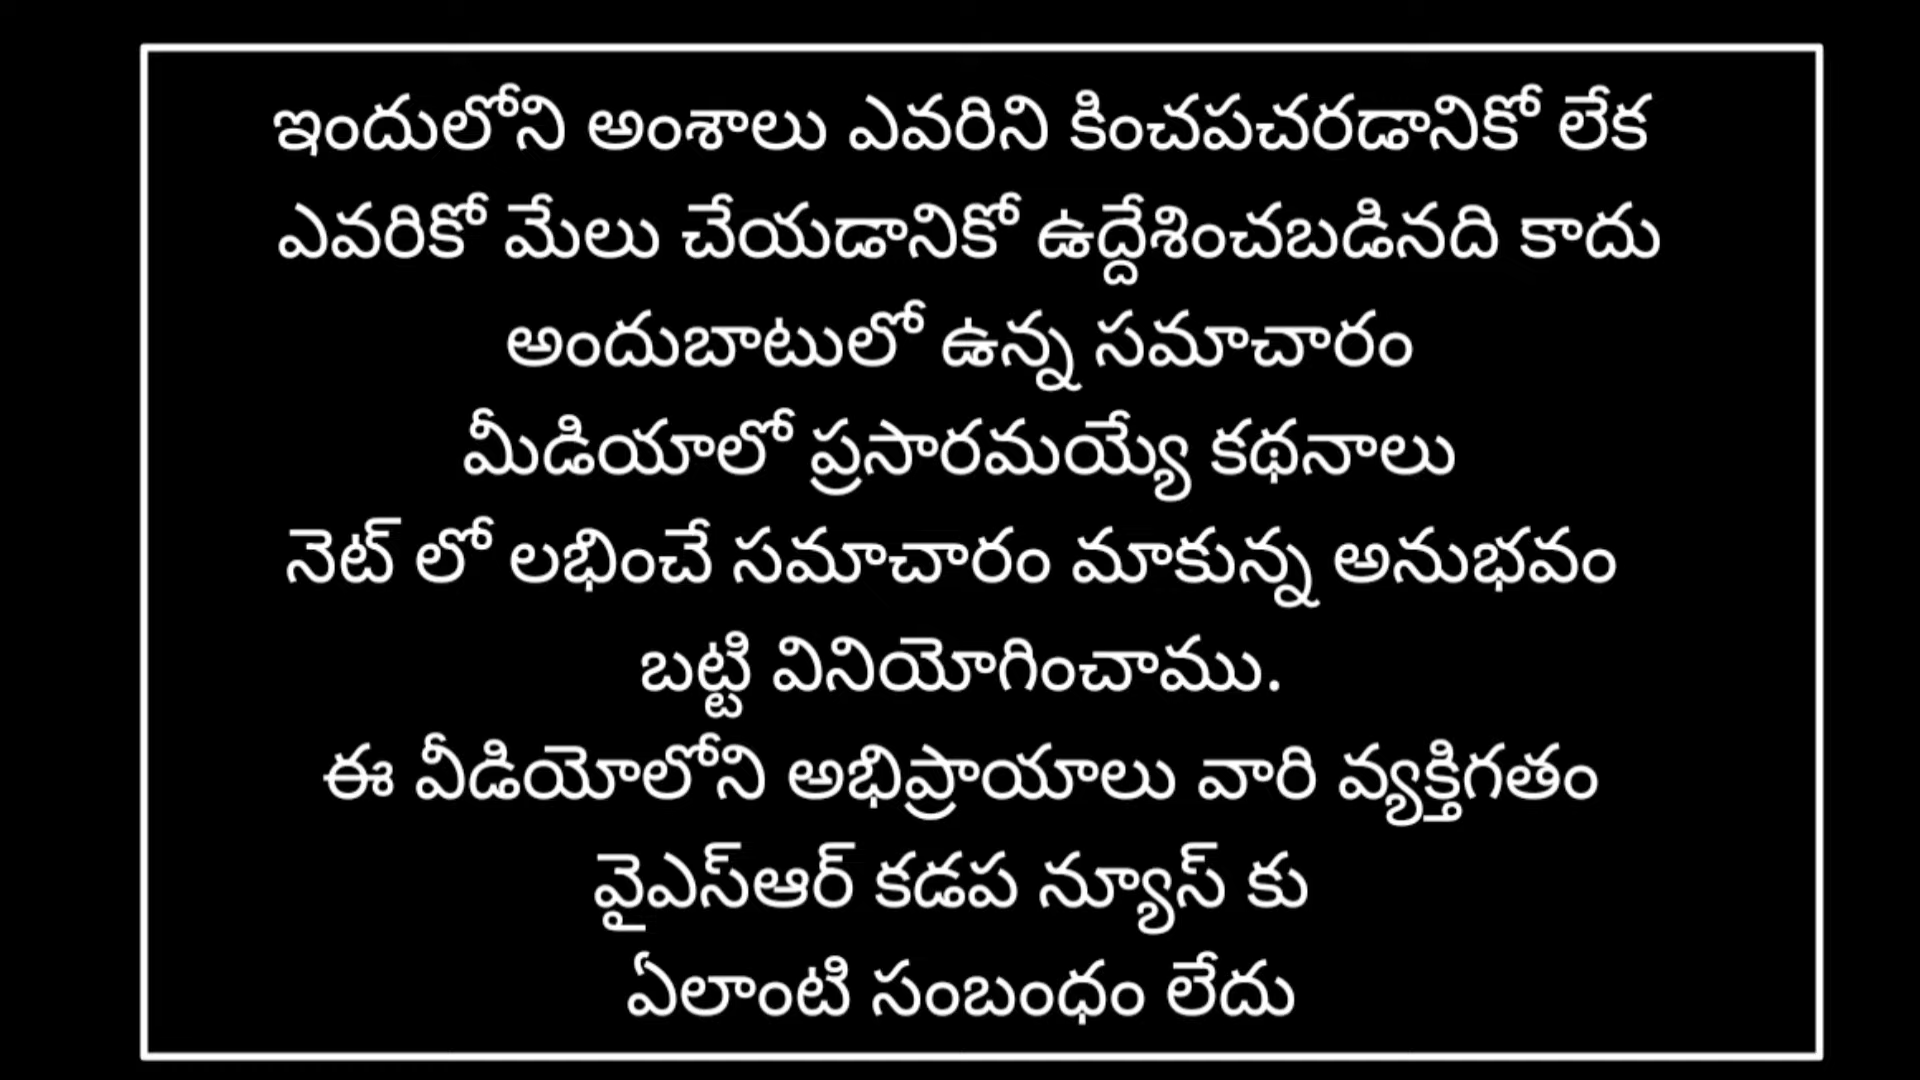 ఇందులోని అంశాలు ఎవరిని కించపచరడానికో లేక
ఎవరికో మేలు చేయడానికో ఉద్దేశించబడినది కాదు
అందుబాటులో ఉన్న సమాచారం
మీడియాలో ప్రసారమయ్యే కథనాలు
నెట్ లో లభించే సమాచారం మాకున్న అనుభవం
బట్టి వినియోగించాము.
ఈ వీడియోలోని అభిప్రాయాలు వారి వ్యక్తిగతం
వైఎస్ఆర్ కడప న్యూస్ కు
ఏలాంటి సంబంధం లేదు